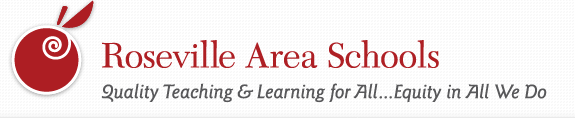 Roseville Area Schools
Quality Teaching & Learning for All...Equity in All We Do